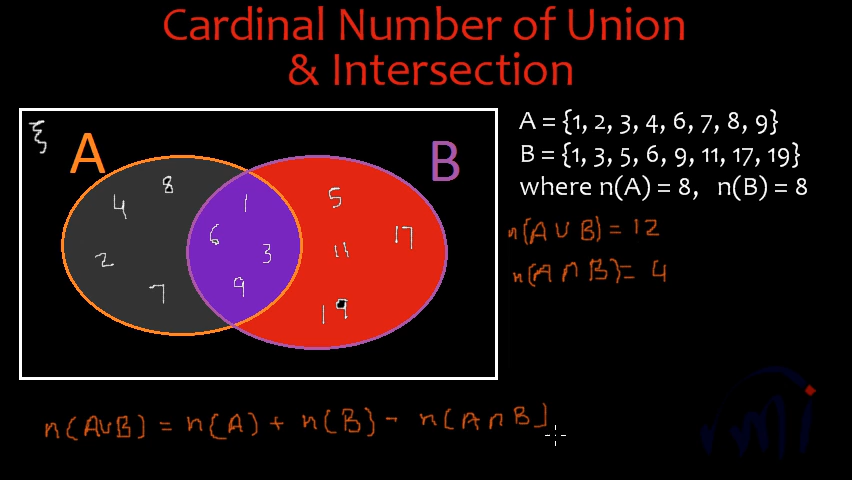 Cardinal Number of Union
& Intersection
ξ
A
B
A = {1, 2, 3, 4, 6, 7, 8, 9}
B = {1, 3, 5, 6, 9, 11, 17, 19}
where n(A) = 8, n(B) = 8
n(A ∪ B) = 12
n(A ∩ B) = 4
8
4
1
5
6
17
2
3
11
7
9
19
n(A∪B) = n(A) + n(B) - n(A ∩ B)
rmi